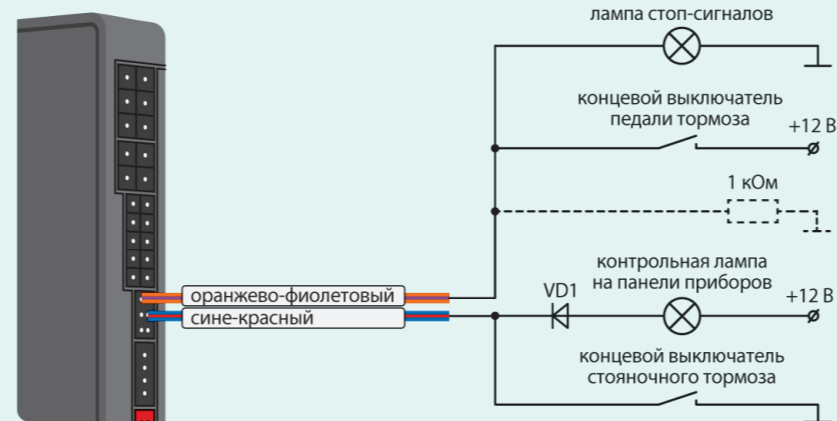 лампа стоп-сигналов
концевой выключатель
педали тормоза
+12 В
1 кОм
контрольная лампа
на панели приборов
+12 В
VD1
оранжево-фиолетовый
сине-красный
концевой выключатель
стояночного тормоза